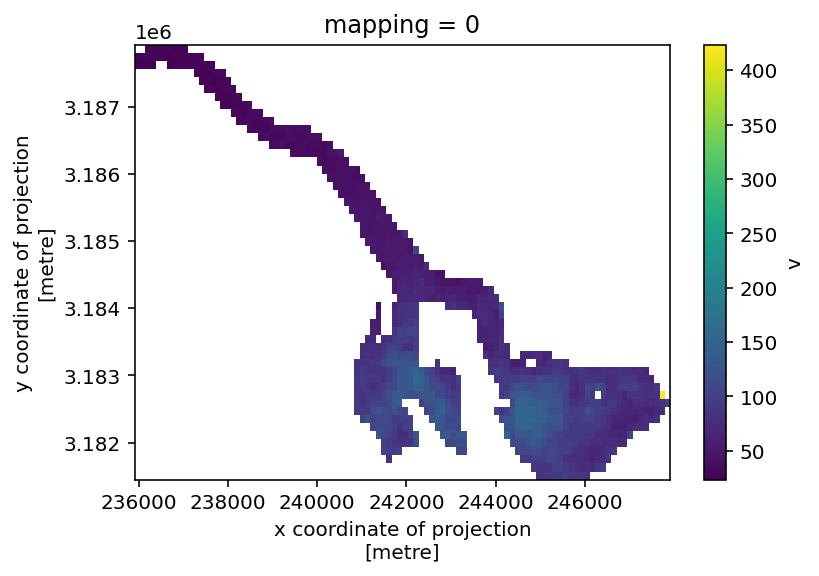 mapping = 0
1e6
3.187
3.186
3.185
3.184
3.183
3.182
y coordinate of projection
[metre]
236000 238000 240000 242000 244000 246000
x coordinate of projection
[metre]
400
350
300
250
200
150
100
50
v